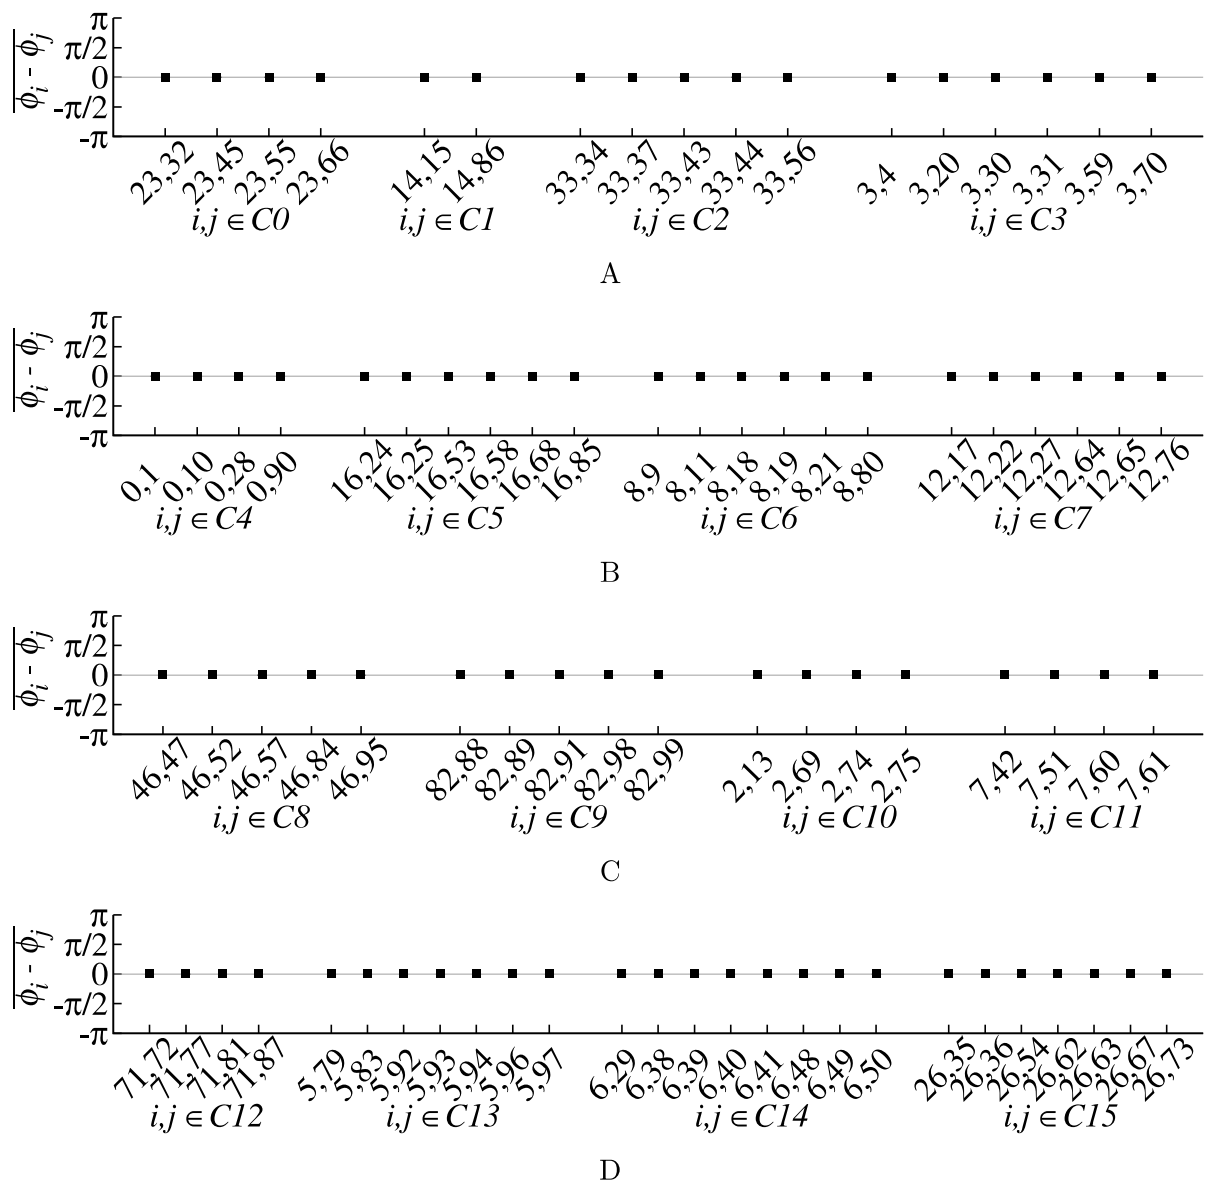 π
π/2
0
-π/2
-π
ϕi - ϕj
23,32 23,45 23,55 23,66 14,15 14,86 33,34 33,37 33,43 33,44 33,56 3,4 3,20 3,30 3,31 3,59 3,70
i,j ∈ C0 i,j ∈ C1 i,j ∈ C2 i,j ∈ C3
A
π
π/2
0
-π/2
-π
ϕi - ϕj
0,1 0,10 0,28 0,90 16,24 16,25 16,53 16,58 16,68 16,85 8,9 8,11 8,18 8,19 8,21 8,80 12,17 12,22 12,27 12,64 12,65 12,76
i,j ∈ C4 i,j ∈ C5 i,j ∈ C6 i,j ∈ C7
B
π
π/2
0
-π/2
-π
ϕi - ϕj
46,47 46,52 46,57 46,84 46,95 82,88 82,89 82,91 82,98 82,99 2,13 2,69 2,74 2,75 7,42 7,51 7,60 7,61
i,j ∈ C8 i,j ∈ C9 i,j ∈ C10 i,j ∈ C11
C
π
π/2
0
-π/2
-π
ϕi - ϕj
71,72 71,77 71,81 71,87 5,79 5,83 5,92 5,93 5,94 5,96 5,97 6,29 6,38 6,39 6,40 6,41 6,48 6,49 6,50 26,35 26,36 26,54 26,62 26,63 26,67 26,73
i,j ∈ C12 i,j ∈ C13 i,j ∈ C14 i,j ∈ C15
D